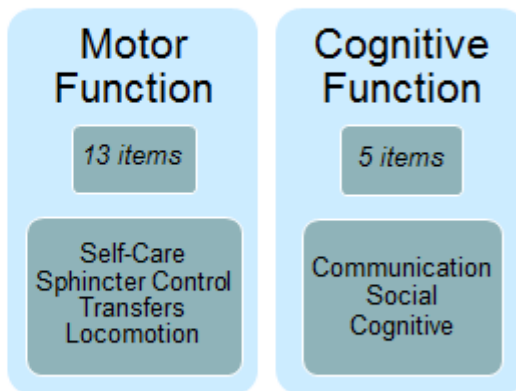 Motor
Function
13 items
Self-Care
Sphincter Control
Transfers
Locomotion
Cognitive
Function
5 items
Communication
Social
Cognitive